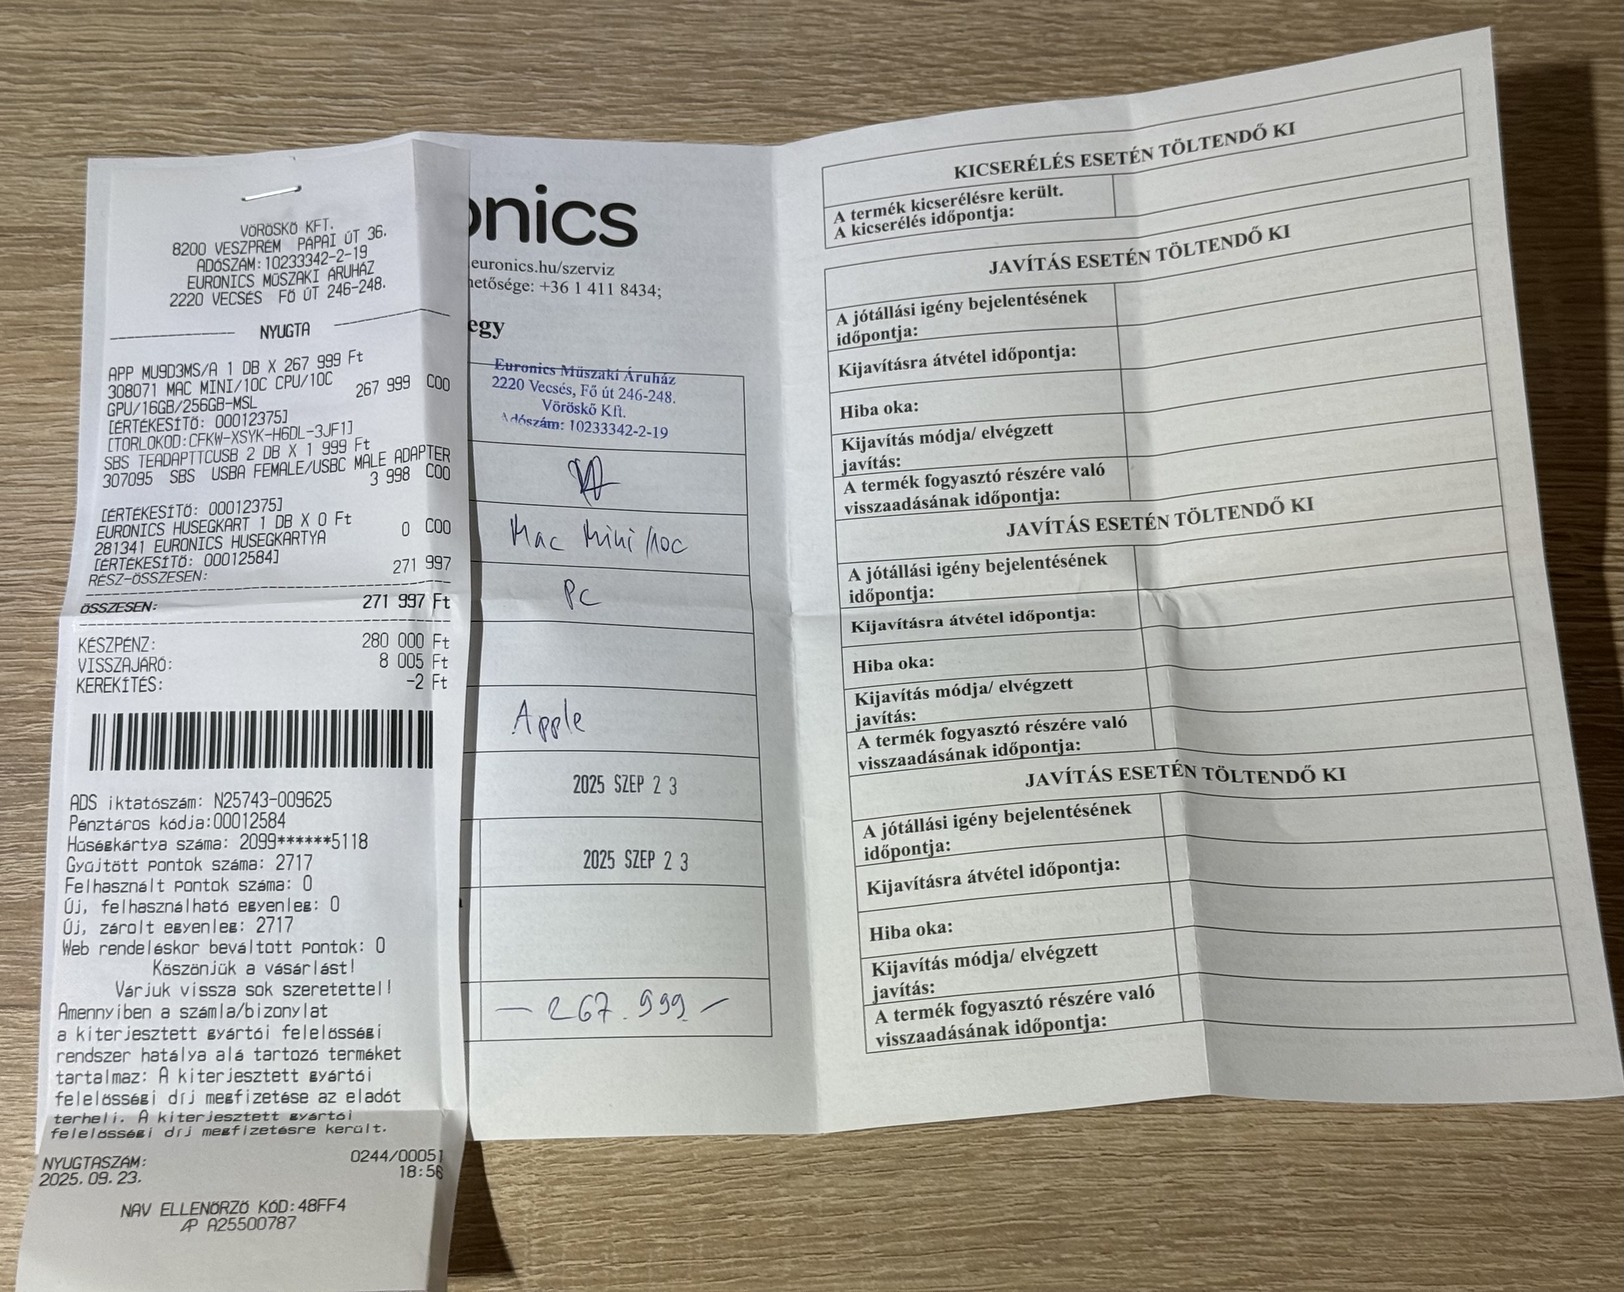 VÖRÖSKŐ KFT.
8200 VESZPRÉM PÁPAI ÚT 36.
ADÓSZÁM:10233342-2-19
EURONICS MŰSZAKI ÁRUHÁZ
2220 VECSÉS FŐ ÚT 246-248.
NYUGTA
APP MU9D3MS/A 1 DB X 267 999 Ft
308071 MAC MINI/10C CPU/10C
GPU/16GB/256GB-MSL 267 999 C00
[ÉRTÉKESÍTŐ: 00012375]
[TORLOKOD:CFKW-XSYK-H6DL-3JF1]
SBS TEADAPTTCUSB 2 DB X 1 999 Ft
307095 SBS USBA FEMALE/USBC MALE ADAPTER
3 998 C00
[ÉRTÉKESÍTŐ: 00012375]
EURONICS HUSEGKART 1 DB X 0 Ft
281341 EURONICS HUSEGKARTYA 0 C00
[ÉRTÉKESÍTŐ: 00012584]
RÉSZ-ÖSSZESEN: 271 997
ÖSSZESEN: 271 997 Ft
KÉSZPÉNZ: 280 000 Ft
VISSZAJÁRÓ: 8 005 Ft
KEREKÍTÉS: -2 Ft
ADS iktatószám: N25743-009625
Pénztáros kódja:00012584
Hűségkártya száma: 2099******5118
Gyűjtött pontok száma: 2717
Felhasznált pontok száma: 0
Új, felhasználható egyenleg: 0
Új, zárolt egyenleg: 2717
Web rendeléskor beváltott pontok: 0
Köszönjük a vásárlást!
Várjuk vissza sok szeretettel!
Amennyiben a számla/bizonylat
a kiterjesztett gyártói felelősségi
rendszer hatálya alá tartozó terméket
tartalmaz: A kiterjesztett gyártói
felelősségi díj megfizetése az eladót
terheli. A kiterjesztett gyártói
felelősségi díj megfizetésre került.
NYUGTASZÁM: 0244/00051
2025.09.23. 18:56
NAV ELLENŐRZŐ KÓD:48FF4
AP A25500787
onics
euronics.hu/szerviz
hetősége: +36 1 411 8434;
egy
Euronics Műszaki Áruház
2220 Vecsés, Fő út 246-248.
Vöröskő Kft.
Adószám: 10233342-2-19
Mac Mini/10C
PC
Apple
2025 SZEP 2 3
2025 SZEP 2 3
— 267.999 —
KICSERÉLÉS ESETÉN TÖLTENDŐ KI
A termék kicserélésre került.
A kicserélés időpontja:
JAVÍTÁS ESETÉN TÖLTENDŐ KI
A jótállási igény bejelentésének
időpontja:
Kijavításra átvétel időpontja:
Hiba oka:
Kijavítás módja/ elvégzett
javítás:
A termék fogyasztó részére való
visszaadásának időpontja:
JAVÍTÁS ESETÉN TÖLTENDŐ KI
A jótállási igény bejelentésének
időpontja:
Kijavításra átvétel időpontja:
Hiba oka:
Kijavítás módja/ elvégzett
javítás:
A termék fogyasztó részére való
visszaadásának időpontja:
JAVÍTÁS ESETÉN TÖLTENDŐ KI
A jótállási igény bejelentésének
időpontja:
Kijavításra átvétel időpontja:
Hiba oka:
Kijavítás módja/ elvégzett
javítás:
A termék fogyasztó részére való
visszaadásának időpontja: